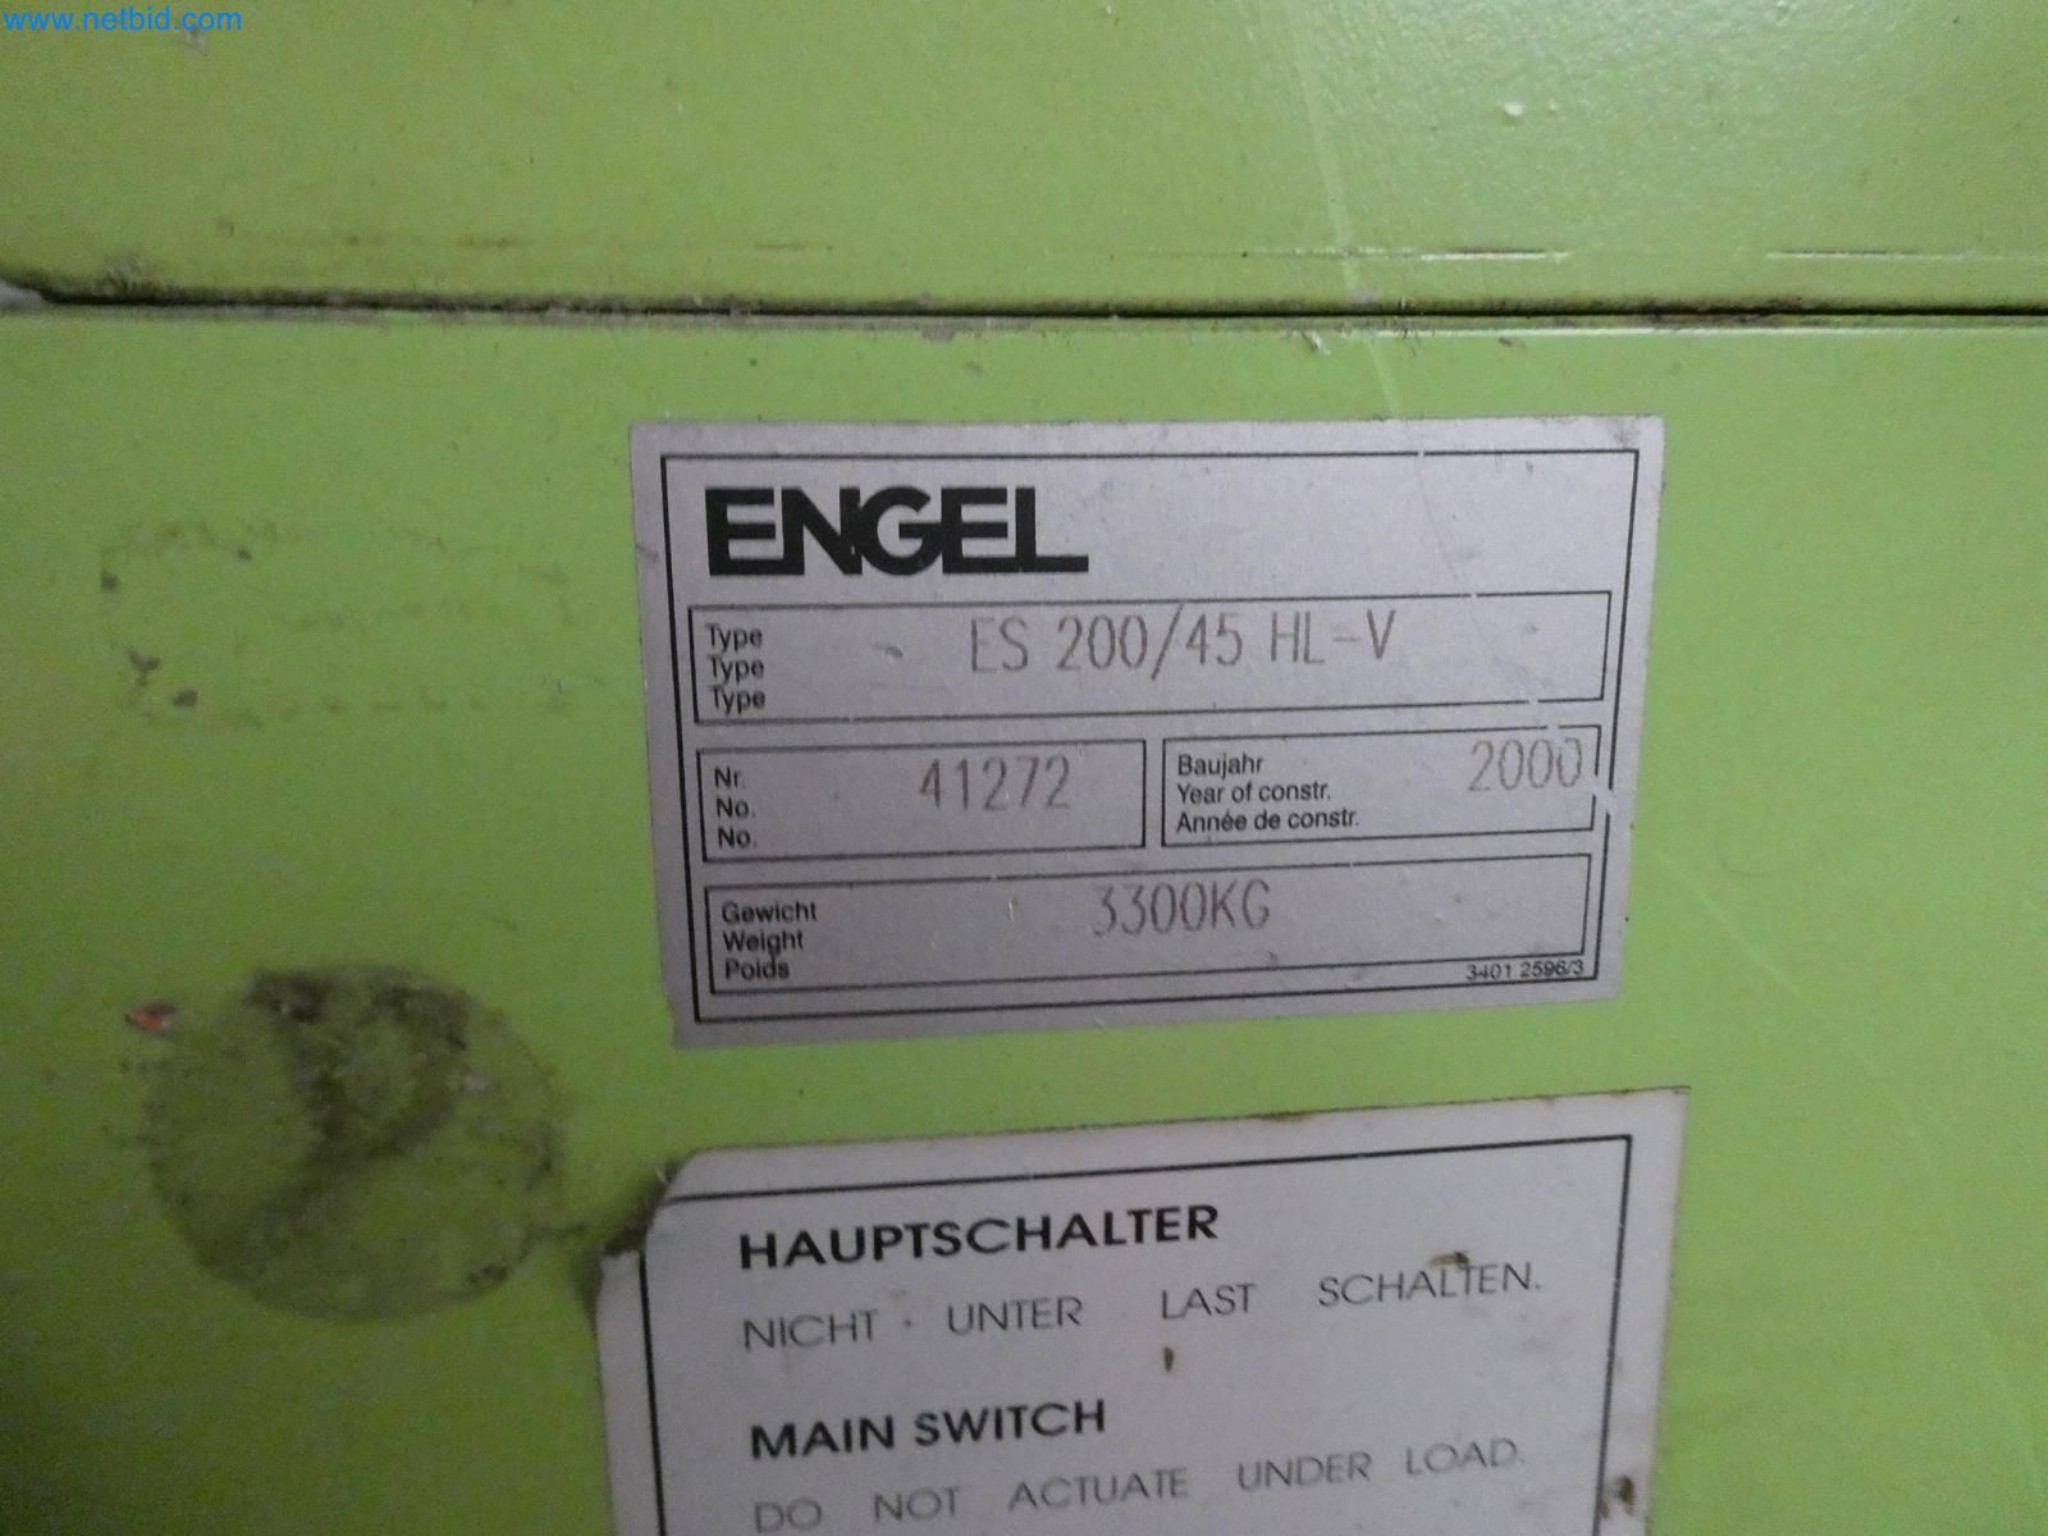 www.netbid.com
ENGEL
Type ES 200/45 HL-V
Type
Type
Nr. 41272
No.
No.
Baujahr 2000
Year of constr.
Année de constr.
Gewicht 3300KG
Weight
Poids
3401 2596/3
HAUPTSCHALTER
NICHT UNTER LAST SCHALTEN.
MAIN SWITCH
DO NOT ACTUATE UNDER LOAD.